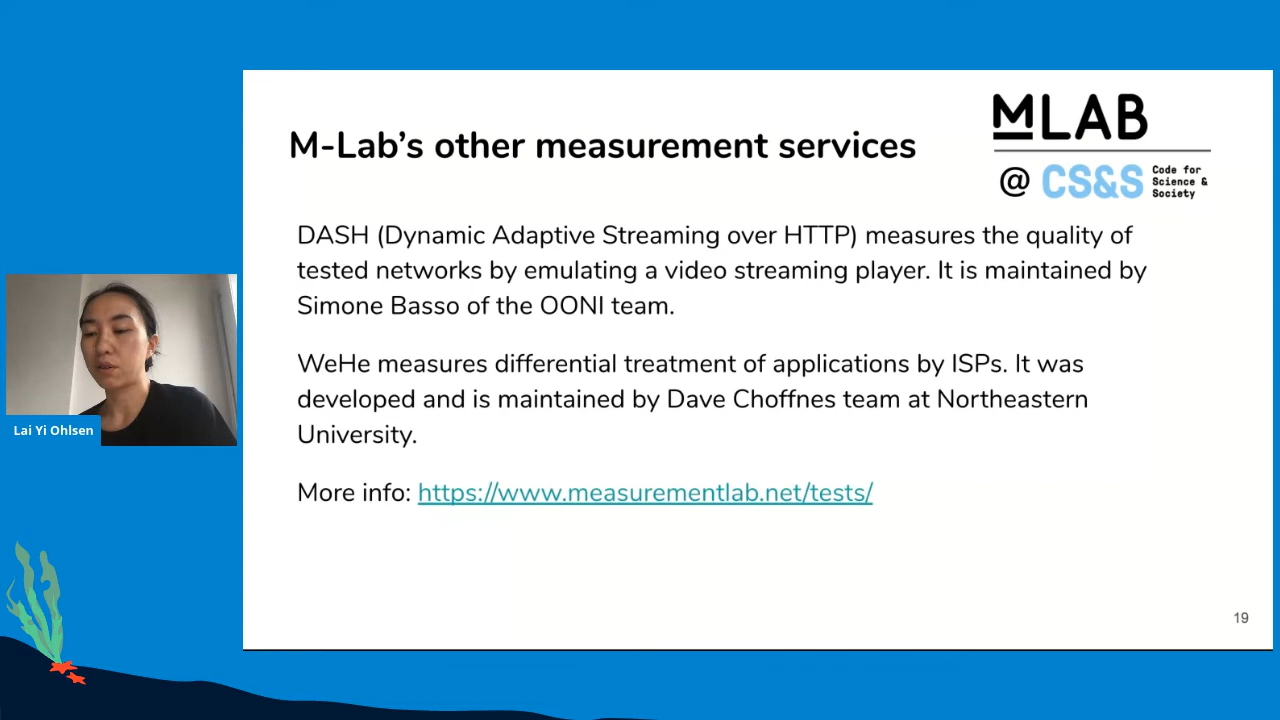 M-Lab’s other measurement services
MLAB
@ CS&S Code for
Science &
Society
DASH (Dynamic Adaptive Streaming over HTTP) measures the quality of
tested networks by emulating a video streaming player. It is maintained by
Simone Basso of the OONI team.
WeHe measures differential treatment of applications by ISPs. It was
developed and is maintained by Dave Choffnes team at Northeastern
University.
More info: https://www.measurementlab.net/tests/
Lai Yi Ohlsen
19